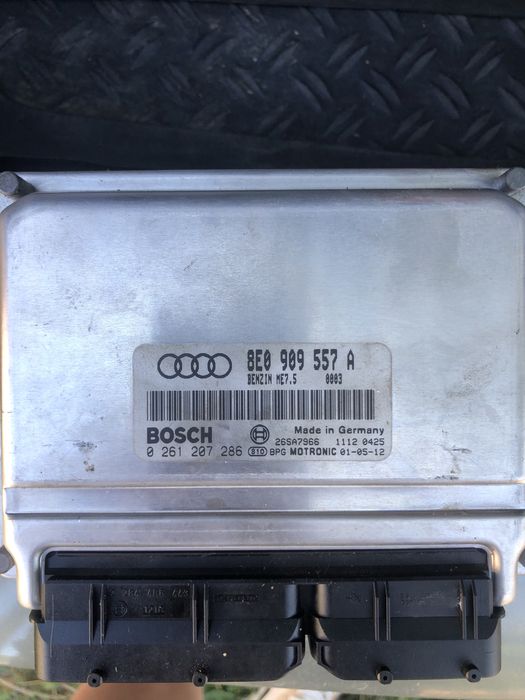 8E0 909 557 A
BENZIN ME7.5 0003
BOSCH Made in Germany
26SA7966 1112 0425
0 261 207 286 810 BPG MOTRONIC 01-05-12